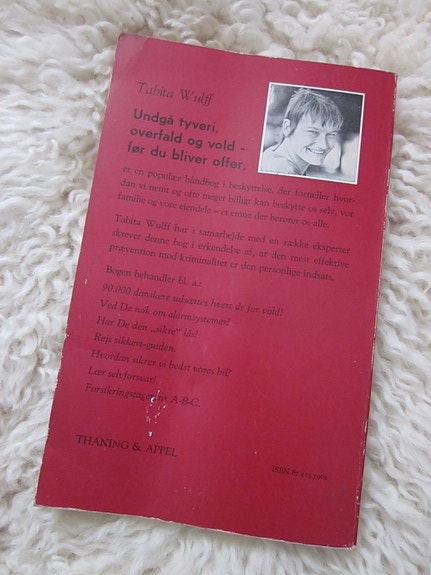 Tabita Wulff
Undgå tyveri,
overfald og vold -
før du bliver offer,
er en populær håndbog i beskyttelse, der fortæller hvor-
dan vi nemt og ofte meget billigt kan beskytte os selv, vor
familie og vore ejendele – et emne der berører os alle.
Tabita Wulff har i samarbejde med en række eksperter
skrevet denne bog i erkendelse af, at den mest effektive
prævention mod kriminalitet er den personlige indsats.
Bogen behandler bl. a.:
90.000 danskere udsættes hvert år for vold!
Ved De nok om alarmsystemer?
Har De den „sikre“ lås?
Rejs sikkert-guiden.
Hvordan sikrer vi bedst vores bil?
Lær selvforsvar!
Forsikringstagerens A-B-C.
THANING & APPEL
ISBN 87 413